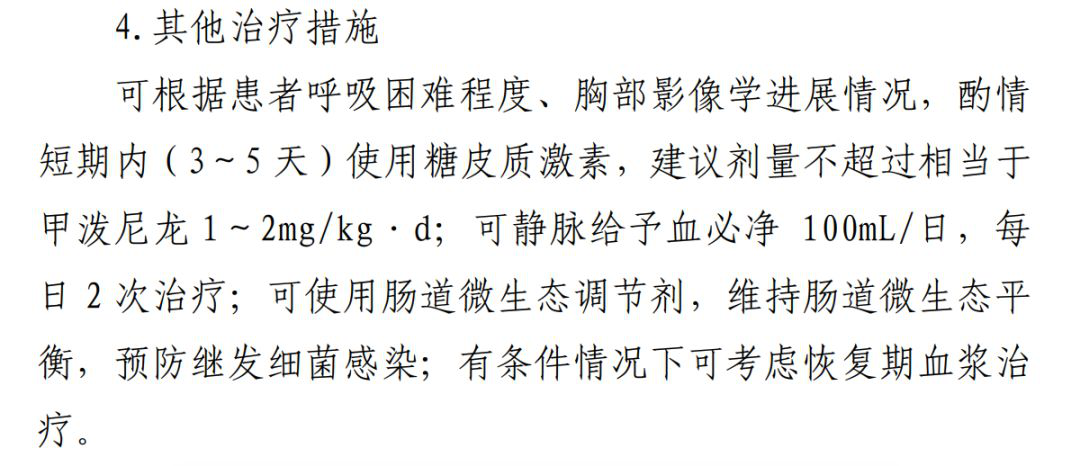 4. 其他治疗措施
可根据患者呼吸困难程度、胸部影像学进展情况，酌情
短期内（3～5 天）使用糖皮质激素，建议剂量不超过相当于
甲泼尼龙 1～2mg/kg·d；可静脉给予血必净 100mL/日，每
日 2 次治疗；可使用肠道微生态调节剂，维持肠道微生态平
衡，预防继发细菌感染；有条件情况下可考虑恢复期血浆治
疗。